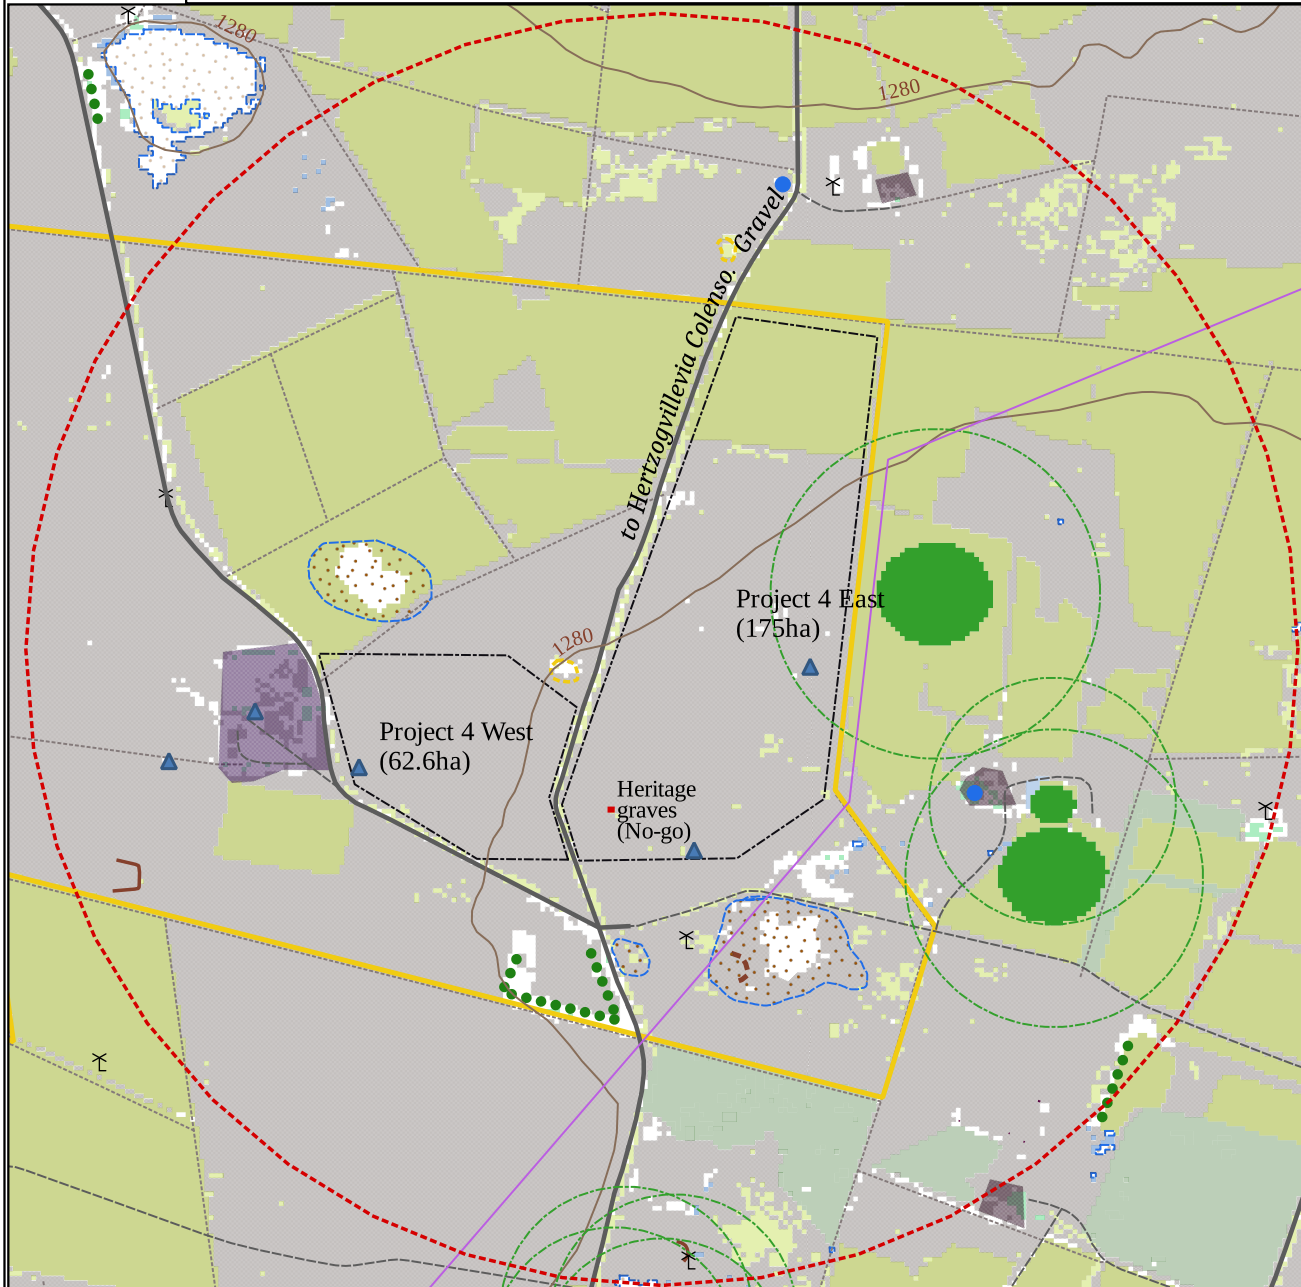 1280
1280
to Hertzogvillevia Colenso. Gravel
Project 4 East
(175ha)
1280
Project 4 West
(62.6ha)
Heritage
graves
(No-go)